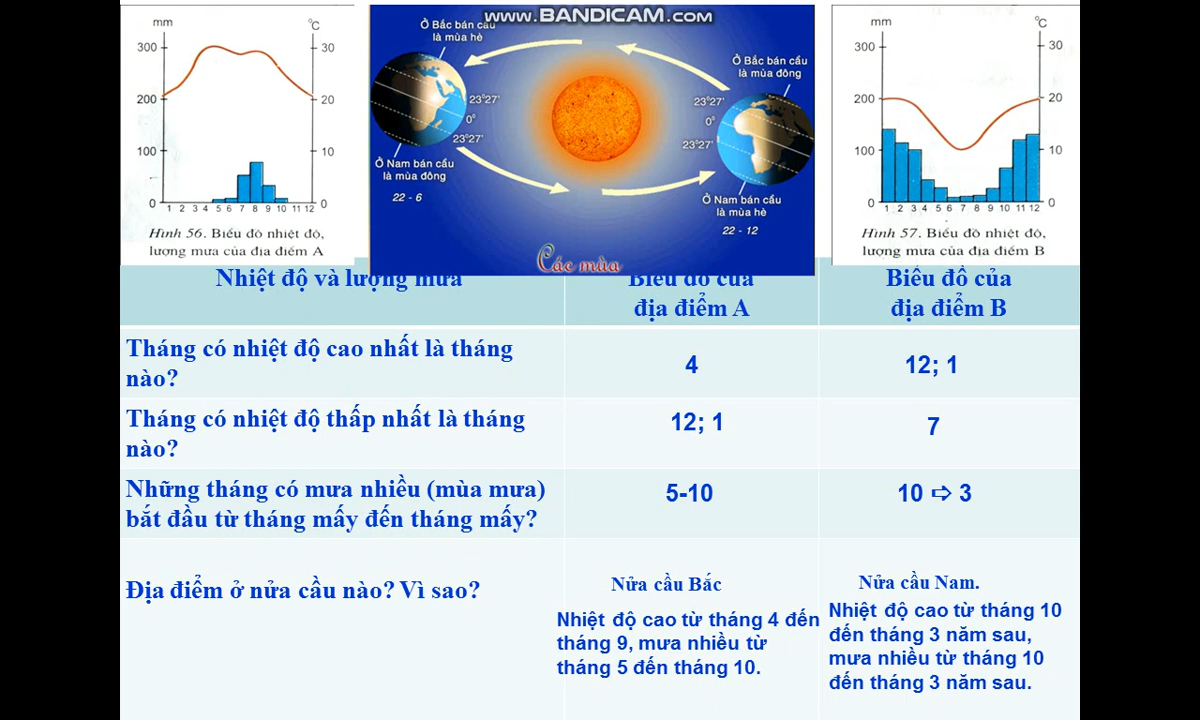 www.BANDICAM.com
mm
°C
300
30
200
20
100
10
0
0
1 2 3 4 5 6 7 8 9 10 11 12
Hình 56. Biểu đồ nhiệt độ,
lượng mưa của địa điểm A
Ở Bắc bán cầu
là mùa hè
23°27'
0°
23°27'
Ở Nam bán cầu
là mùa đông
22 - 6
Ở Bắc bán cầu
là mùa đông
23°27'
0°
23°27'
Ở Nam bán cầu
là mùa hè
22 - 12
Các mùa
mm
°C
300
30
200
20
100
10
0
0
1 2 3 4 5 6 7 8 9 10 11 12
Hình 57. Biểu đồ nhiệt độ,
lượng mưa của địa điểm B
Nhiệt độ và lượng mưa
Biểu đồ của
địa điểm A
Biểu đồ của
địa điểm B
Tháng có nhiệt độ cao nhất là tháng
nào?
4
12; 1
Tháng có nhiệt độ thấp nhất là tháng
nào?
12; 1
7
Những tháng có mưa nhiều (mùa mưa)
bắt đầu từ tháng mấy đến tháng mấy?
5-10
10 ⇨ 3
Địa điểm ở nửa cầu nào? Vì sao?
Nửa cầu Bắc
Nhiệt độ cao từ tháng 4 đến
tháng 9, mưa nhiều từ
tháng 5 đến tháng 10.
Nửa cầu Nam.
Nhiệt độ cao từ tháng 10
đến tháng 3 năm sau,
mưa nhiều từ tháng 10
đến tháng 3 năm sau.